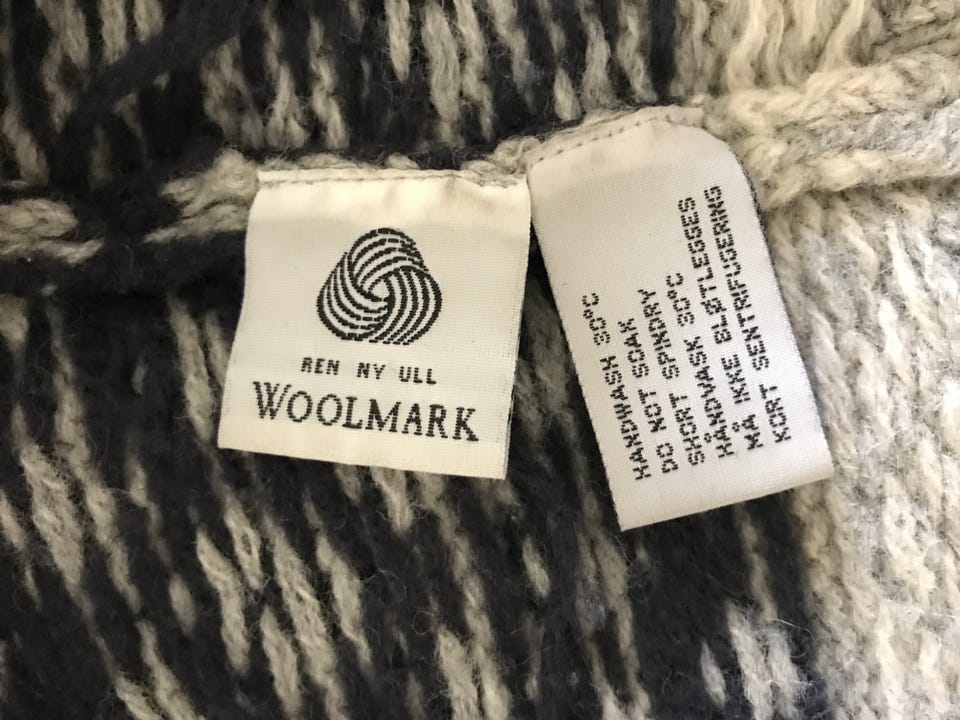 REN NY ULL
WOOLMARK
HANDWASH 30°C
DO NOT SOAK
SHORT SPINDRY
HÅNDVASK 30°C
MÅ IKKE BLØTLEGGES
KORT SENTRIFUGERING